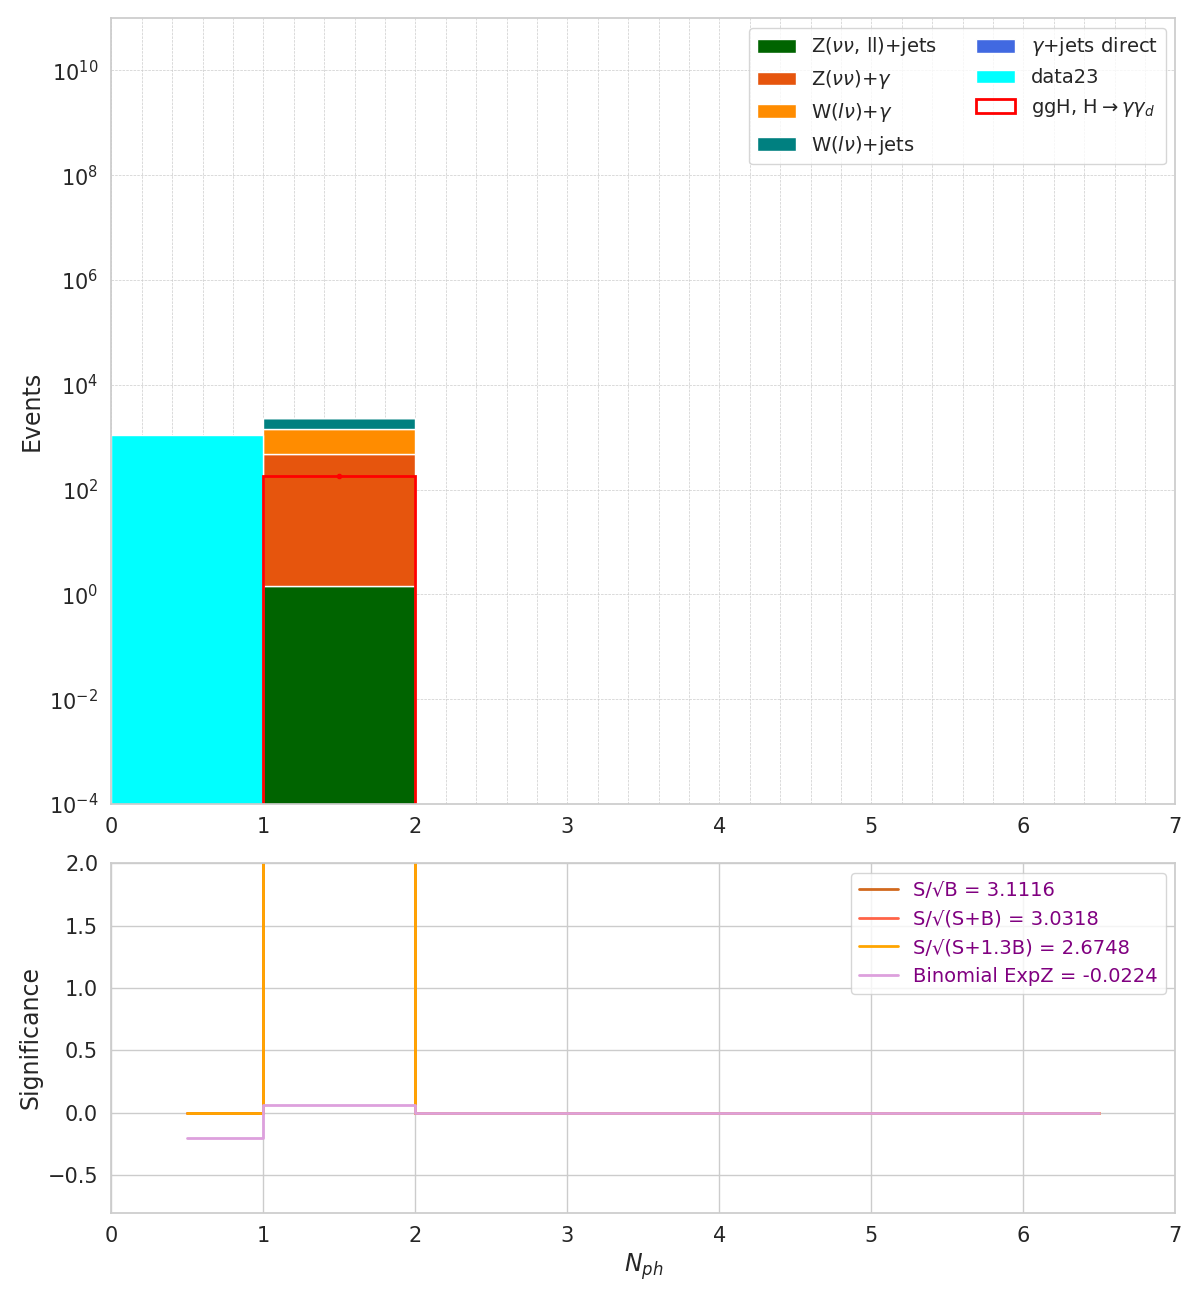 Z(νν, ll)+jets
Z(νν)+γ
W(lν)+γ
W(lν)+jets
γ+jets direct
data23
ggH, H→γγ_d
Events
10^10
10^8
10^6
10^4
10^2
10^0
10^−2
10^−4
0 1 2 3 4 5 6 7
S/√B = 3.1116
S/√(S+B) = 3.0318
S/√(S+1.3B) = 2.6748
Binomial ExpZ = -0.0224
Significance
2.0
1.5
1.0
0.5
0.0
−0.5
0 1 2 3 4 5 6 7
N_ph